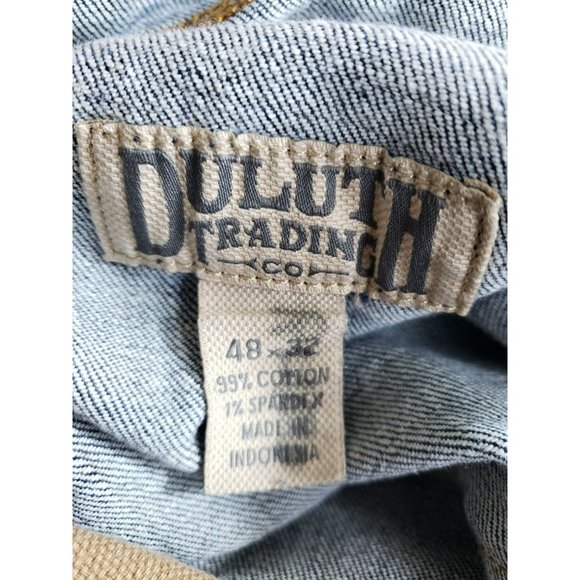 DULUTH
TRADING
CO
48 x 32
99% COTTON
1% SPANDEX
MADE IN
INDONESIA